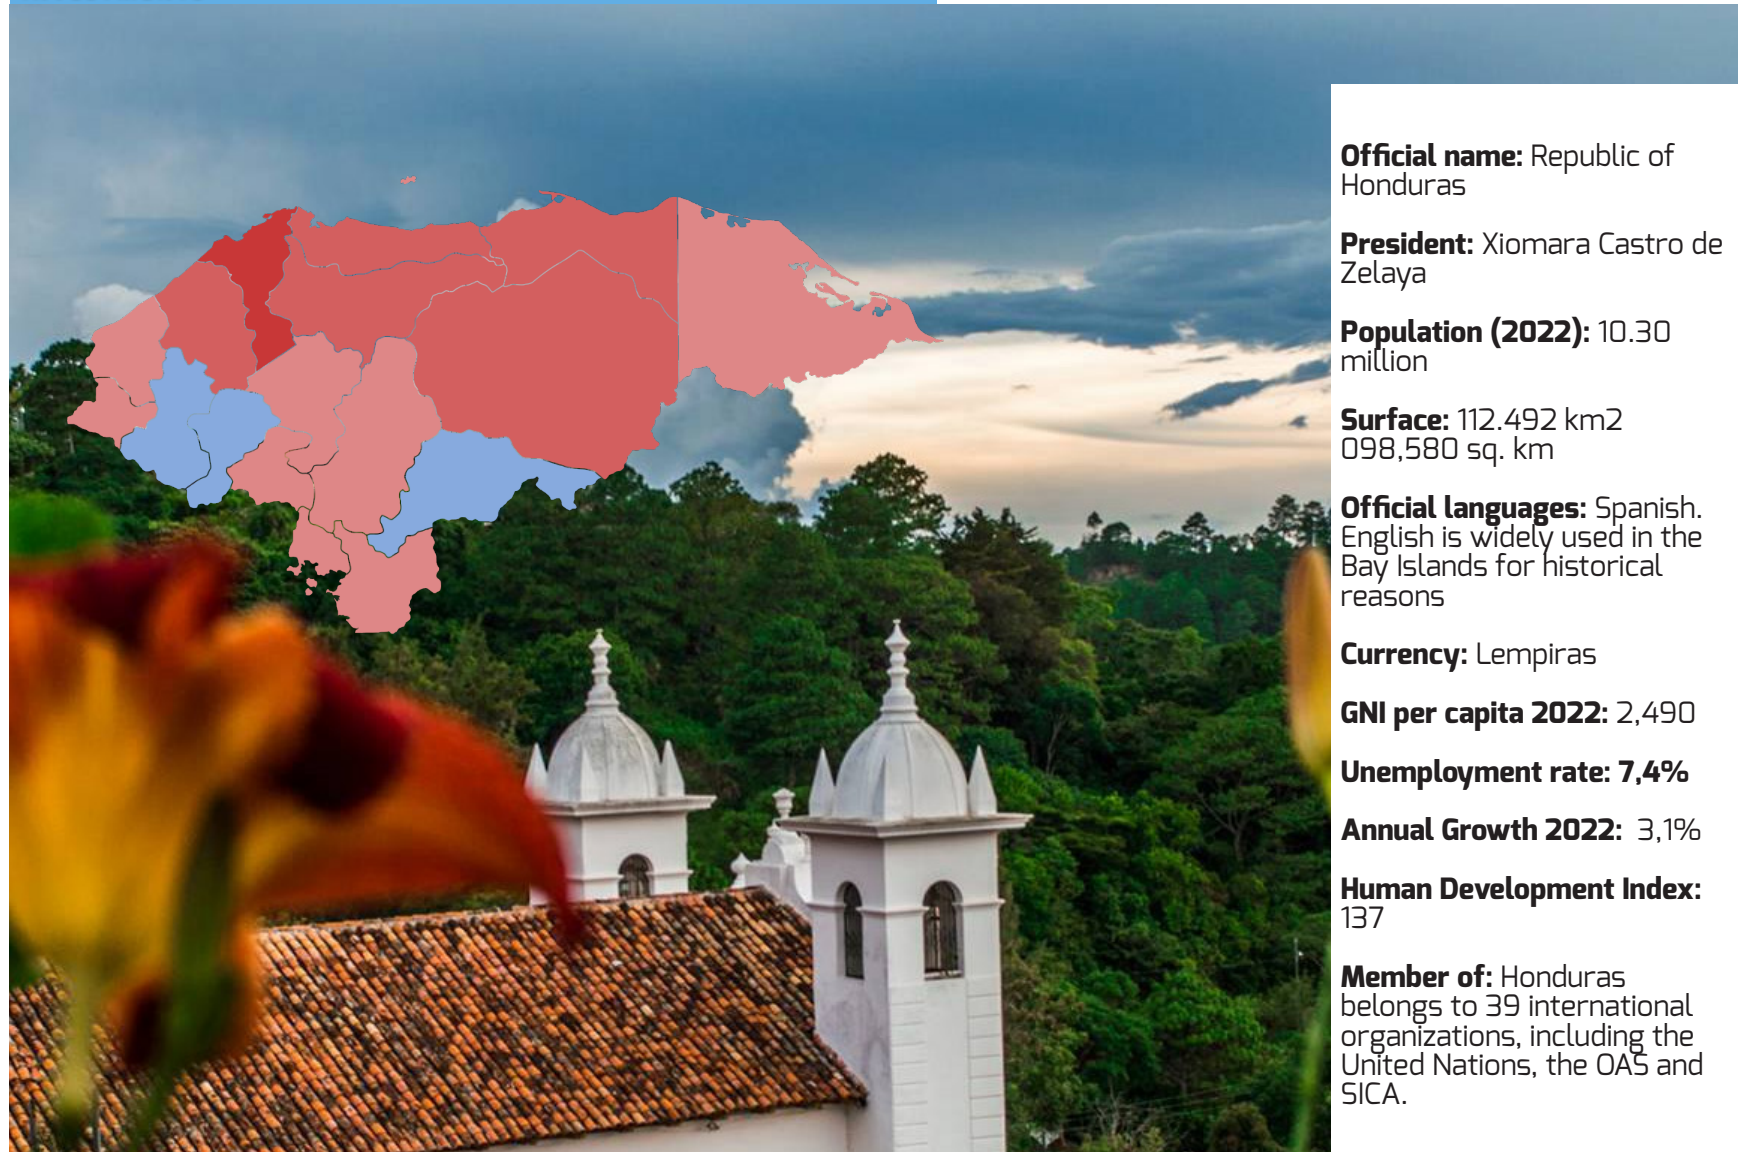 Official name: Republic of
Honduras
President: Xiomara Castro de
Zelaya
Population (2022): 10.30
million
Surface: 112.492 km2
098,580 sq. km
Official languages: Spanish.
English is widely used in the
Bay Islands for historical
reasons
Currency: Lempiras
GNI per capita 2022: 2,490
Unemployment rate: 7,4%
Annual Growth 2022: 3,1%
Human Development Index:
137
Member of: Honduras
belongs to 39 international
organizations, including the
United Nations, the OAS and
SICA.